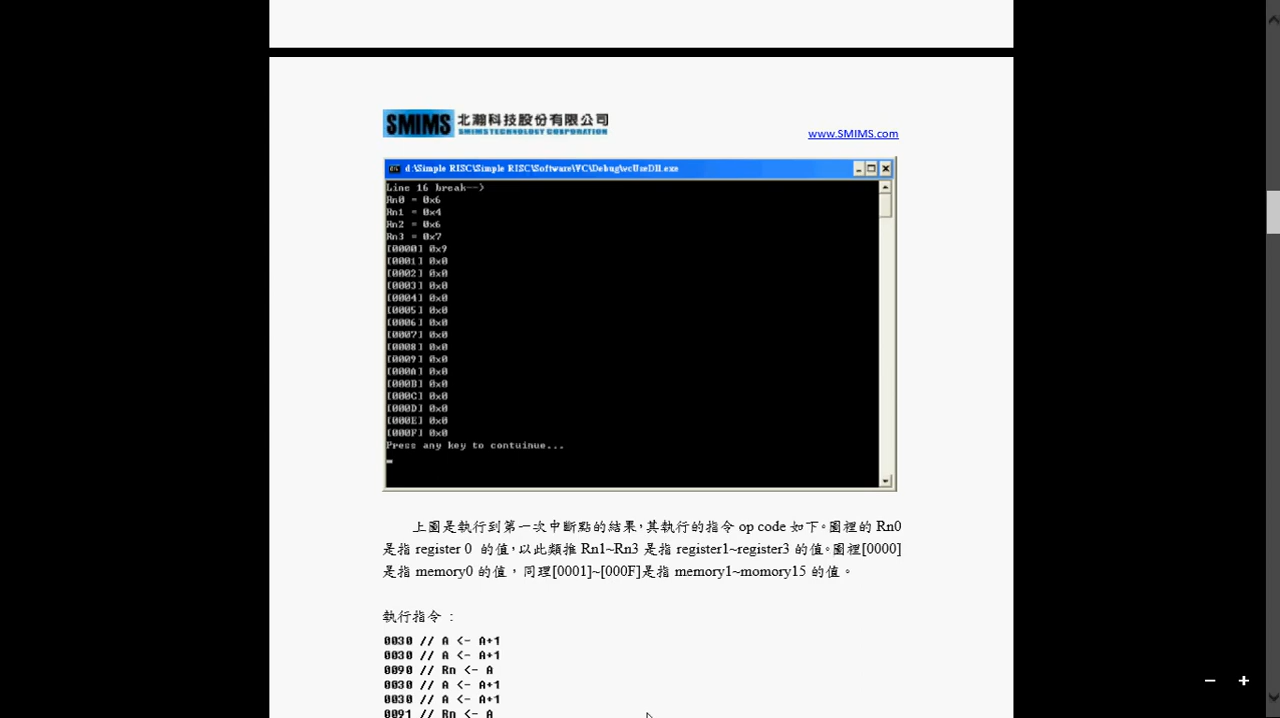 SMIMS 北瀚科技股份有限公司
SMIMS TECHNOLOGY CORPORATION
www.SMIMS.com
d:\Simple RISC\Simple RISC\Software\VC\Debug\vcUseDll.exe
Line 16 break-->
Rn0 = 0x6
Rn1 = 0x4
Rn2 = 0x6
Rn3 = 0x7
[0000] 0x9
[0001] 0x0
[0002] 0x0
[0003] 0x0
[0004] 0x0
[0005] 0x0
[0006] 0x0
[0007] 0x0
[0008] 0x0
[0009] 0x0
[000A] 0x0
[000B] 0x0
[000C] 0x0
[000D] 0x0
[000E] 0x0
[000F] 0x0
Press any key to contuinue...
上圖是執行到第一次中斷點的結果,其執行的指令 op code 如下。圖裡的 Rn0
是指 register 0 的值,以此類推 Rn1~Rn3 是指 register1~register3 的值。圖裡[0000]
是指 memory0 的值，同理[0001]~[000F]是指 memory1~momory15 的值。
執行指令：
0030 // A <- A+1
0030 // A <- A+1
0090 // Rn <- A
0030 // A <- A+1
0030 // A <- A+1
0091 // Rn <- A